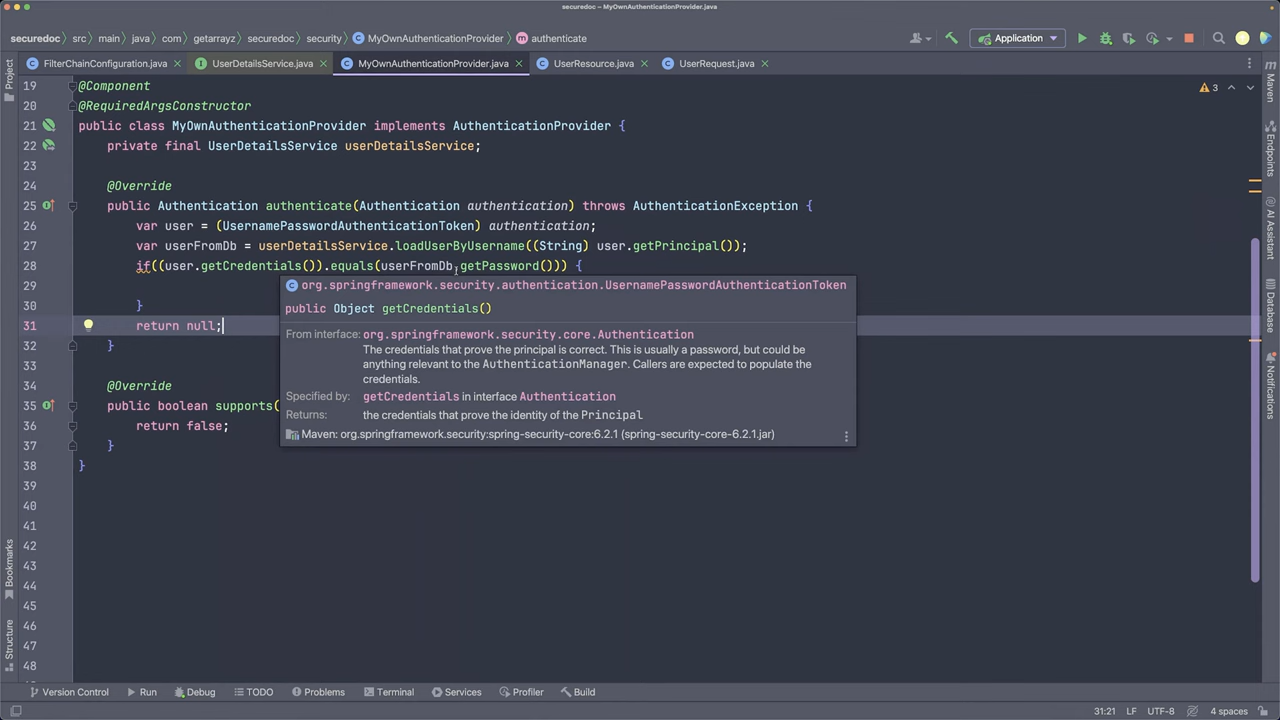 securedoc – MyOwnAuthenticationProvider.java
securedoc src main java com getarrayz securedoc security MyOwnAuthenticationProvider authenticate
Application
FilterChainConfiguration.java UserDetailsService.java MyOwnAuthenticationProvider.java UserResource.java UserRequest.java
Project
Maven
Endpoints
AI Assistant
Database
Notifications
Bookmarks
Structure
3
19 @Component
20 @RequiredArgsConstructor
21 public class MyOwnAuthenticationProvider implements AuthenticationProvider {
22 private final UserDetailsService userDetailsService;
23
24 @Override
25 public Authentication authenticate(Authentication authentication) throws AuthenticationException {
26 var user = (UsernamePasswordAuthenticationToken) authentication;
27 var userFromDb = userDetailsService.loadUserByUsername((String) user.getPrincipal());
28 if((user.getCredentials()).equals(userFromDb.getPassword())) {
29
org.springframework.security.authentication.UsernamePasswordAuthenticationToken
30 }
public Object getCredentials()
31 return null;
From interface: org.springframework.security.core.Authentication
32 }
The credentials that prove the principal is correct. This is usually a password, but could be
anything relevant to the AuthenticationManager. Callers are expected to populate the
credentials.
33
34 @Override
Specified by: getCredentials in interface Authentication
35 public boolean supports(
Returns: the credentials that prove the identity of the Principal
36 return false;
Maven: org.springframework.security:spring-security-core:6.2.1 (spring-security-core-6.2.1.jar)
37 }
38 }
39
40
41
42
43
44
45
46
47
48
Version Control Run Debug TODO Problems Terminal Services Profiler Build
31:21 LF UTF-8 4 spaces